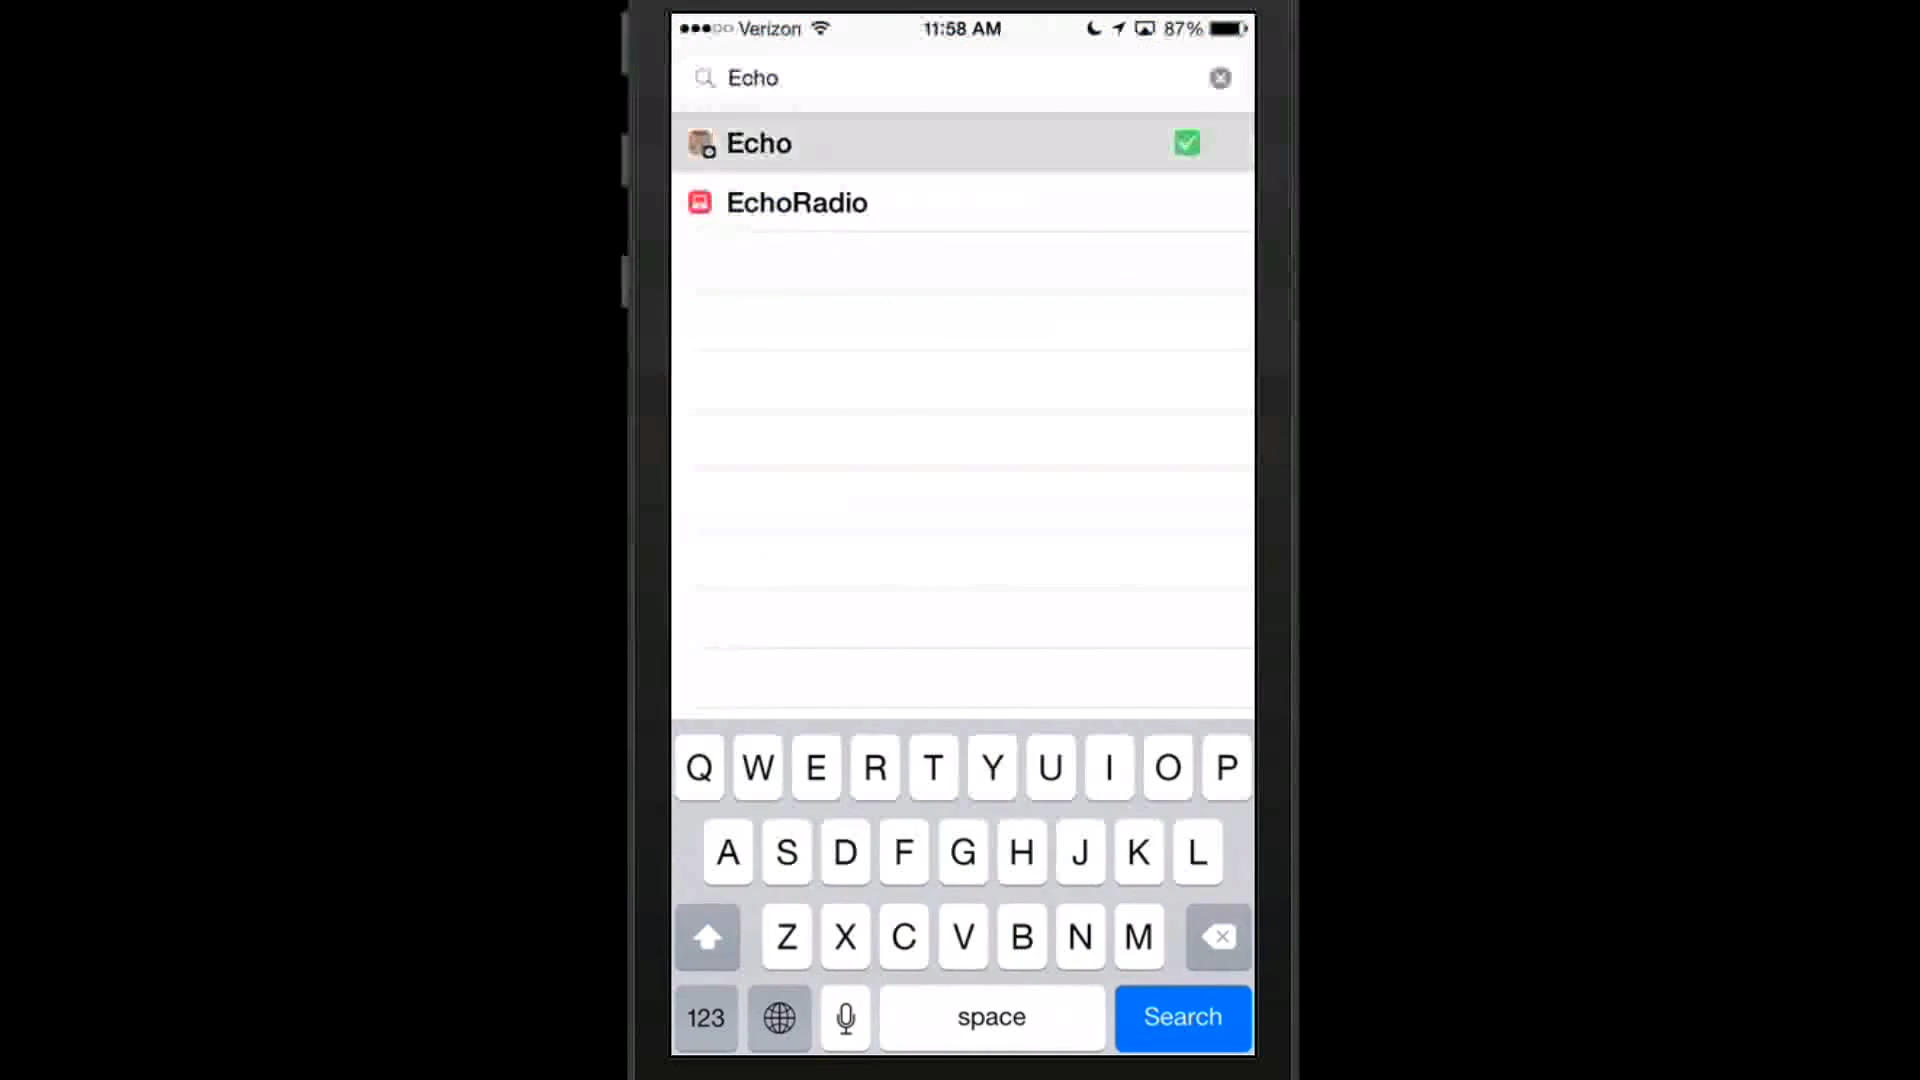 Verizon 11:58 AM 87%
Echo
Echo
EchoRadio
Q W E R T Y U I O P
A S D F G H J K L
Z X C V B N M
123 space Search